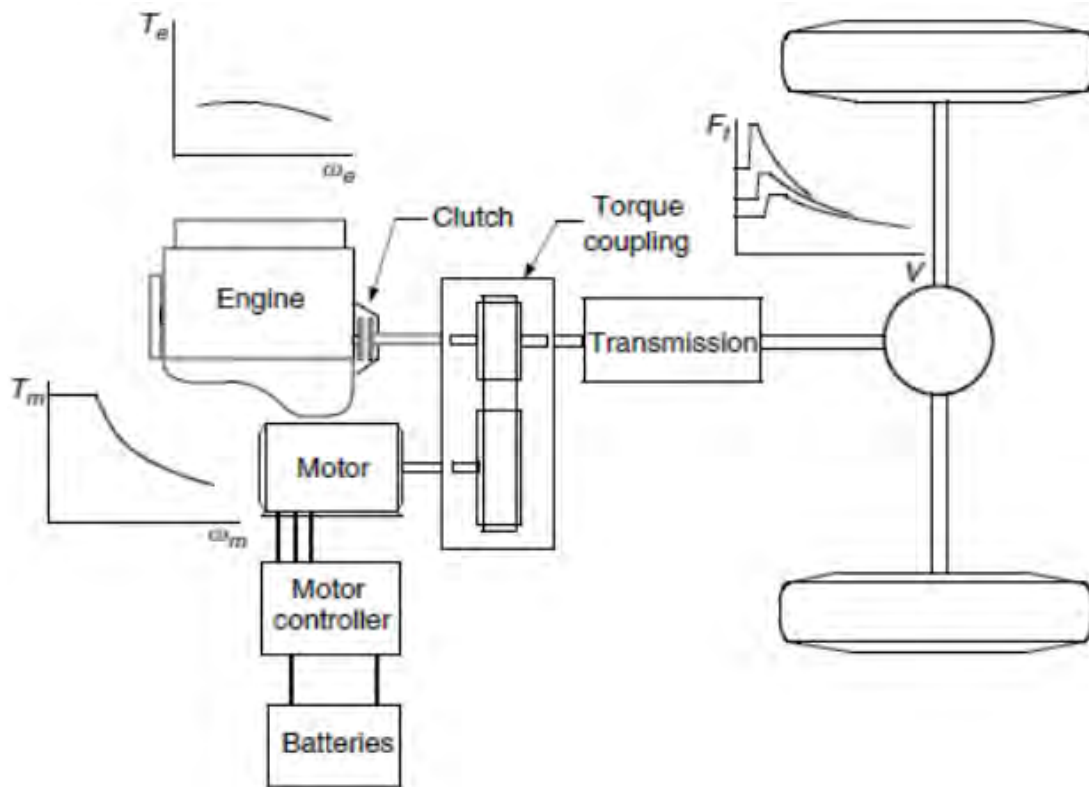 Tₑ
ωₑ
Clutch
Torque
coupling
Fₜ
V
Engine
Transmission
Tₘ
ωₘ
Motor
Motor
controller
Batteries